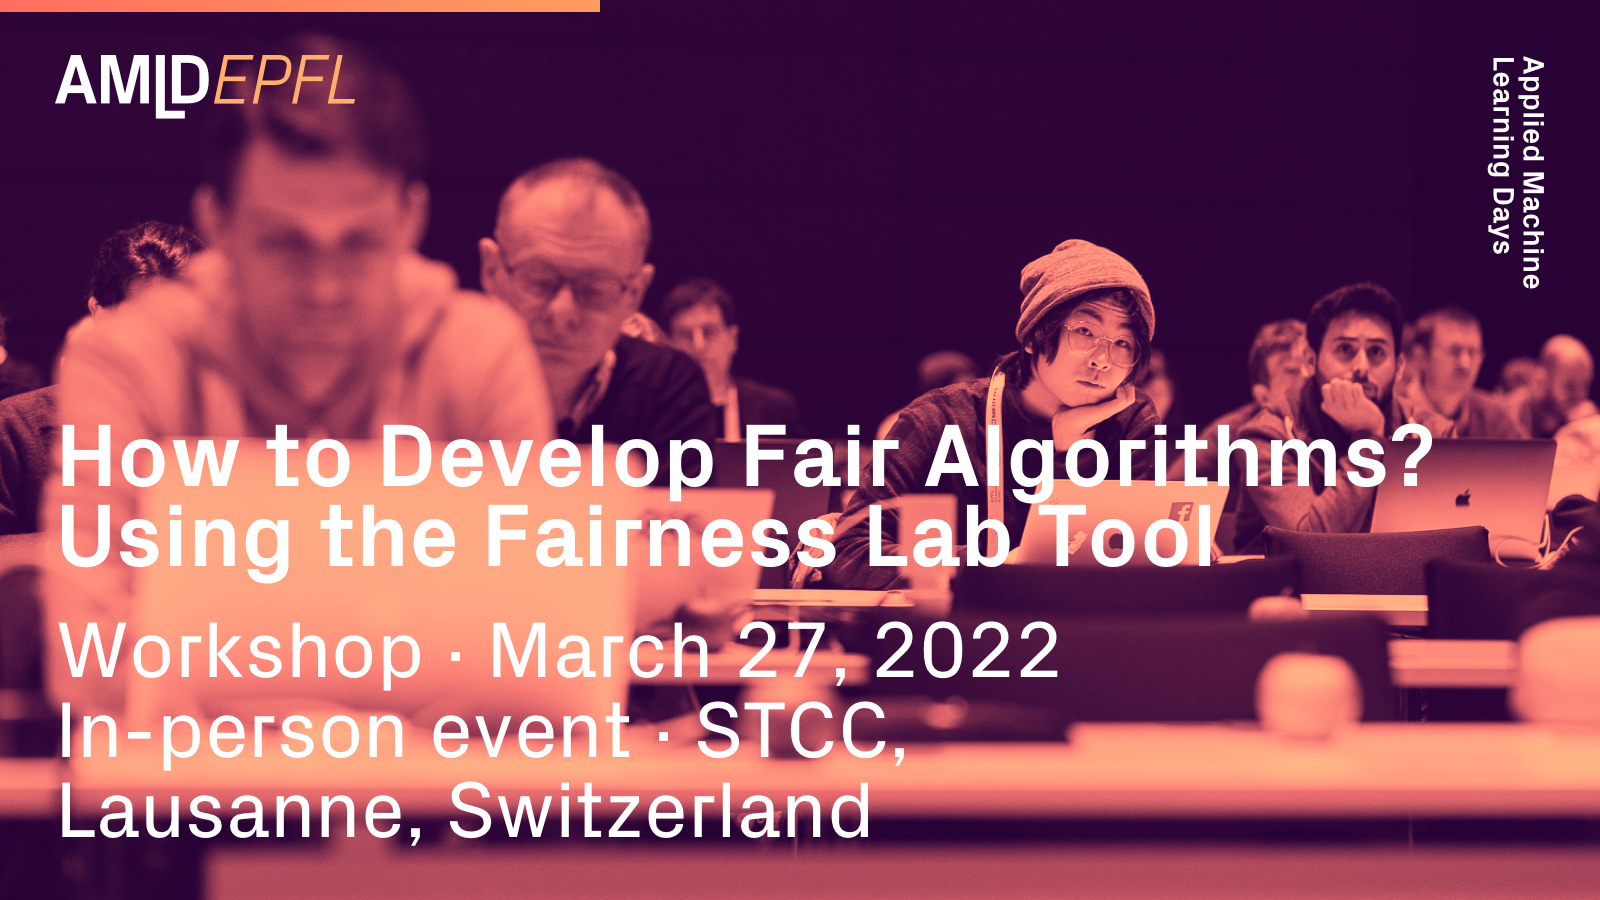 AMLDEPFL
Applied Machine
Learning Days
How to Develop Fair Algorithms?
Using the Fairness Lab Tool
Workshop · March 27, 2022
In-person event · STCC,
Lausanne, Switzerland